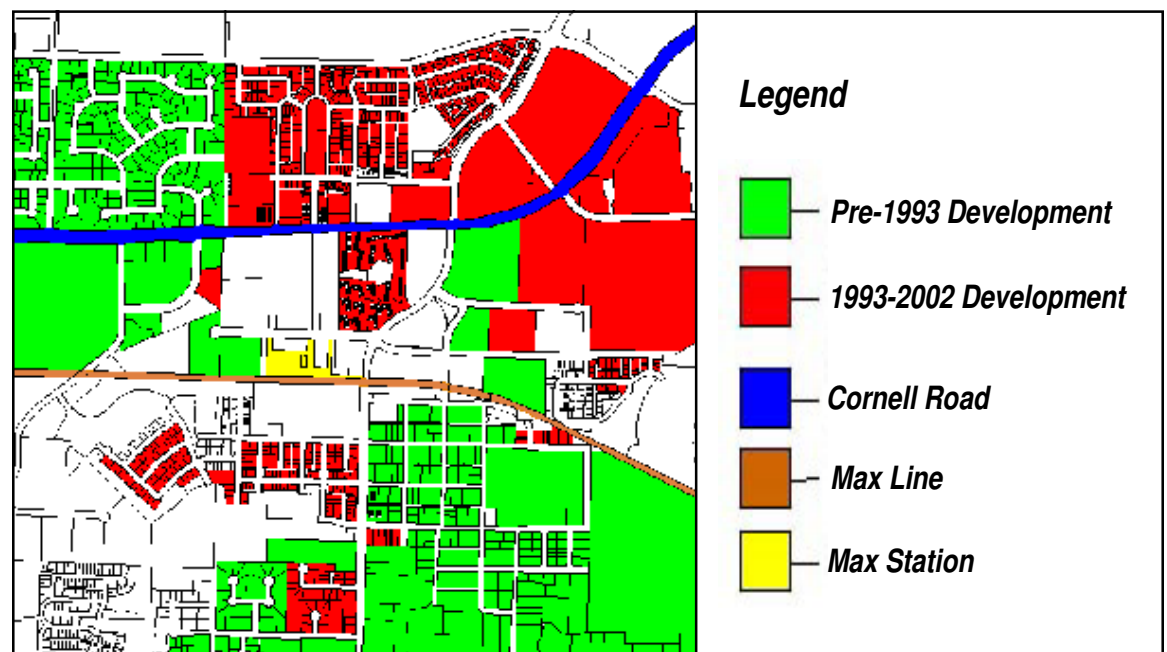 Legend
Pre-1993 Development
1993-2002 Development
Cornell Road
Max Line
Max Station